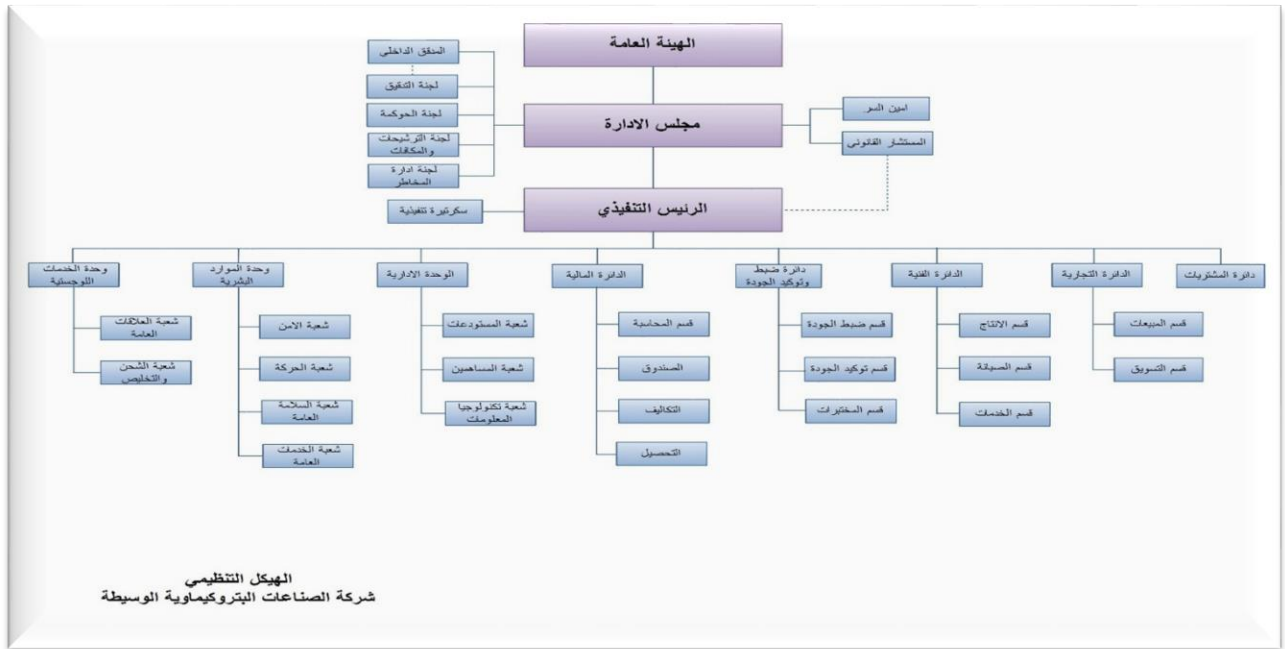 الهيئة العامة
المنقق الداخلى
لجنة التدقيق
لجنة الحوكمة
لجنة الترشيحات
والمكافات
لجنة ادارة
المخاطر
مجلس الادارة
امين السر
المستشار القانونى
الرئيس التنفيذي
سكرتيرة تنفيذية
دائرة المشتريات
الدائرة التجارية
قسم المبيعات
قسم التسويق
الدائرة الفنية
قسم الانتاج
قسم الصيانة
قسم الخدمات
دائرة ضبط
وتوكيد الجودة
قسم ضبط الجودة
قسم توكيد الجودة
قسم المختبرات
الدائرة المالية
قسم المحاسبة
الصندوق
التكاليف
التحصيل
الوحدة الادارية
شعبة المستودعات
شعبة المساهمين
شعبة تكنولوجيا
المعلومات
وحدة الموارد
البشرية
شعبة الامن
شعبة الحركة
شعبة السلامة
العامة
شعبة الخدمات
العامة
وحدة الخدمات
اللوجستية
شعبة العلاقات
العامة
شعبة الشحن
والتخليص
الهيكل التنظيمي
شركة الصناعات البتروكيماوية الوسيطة